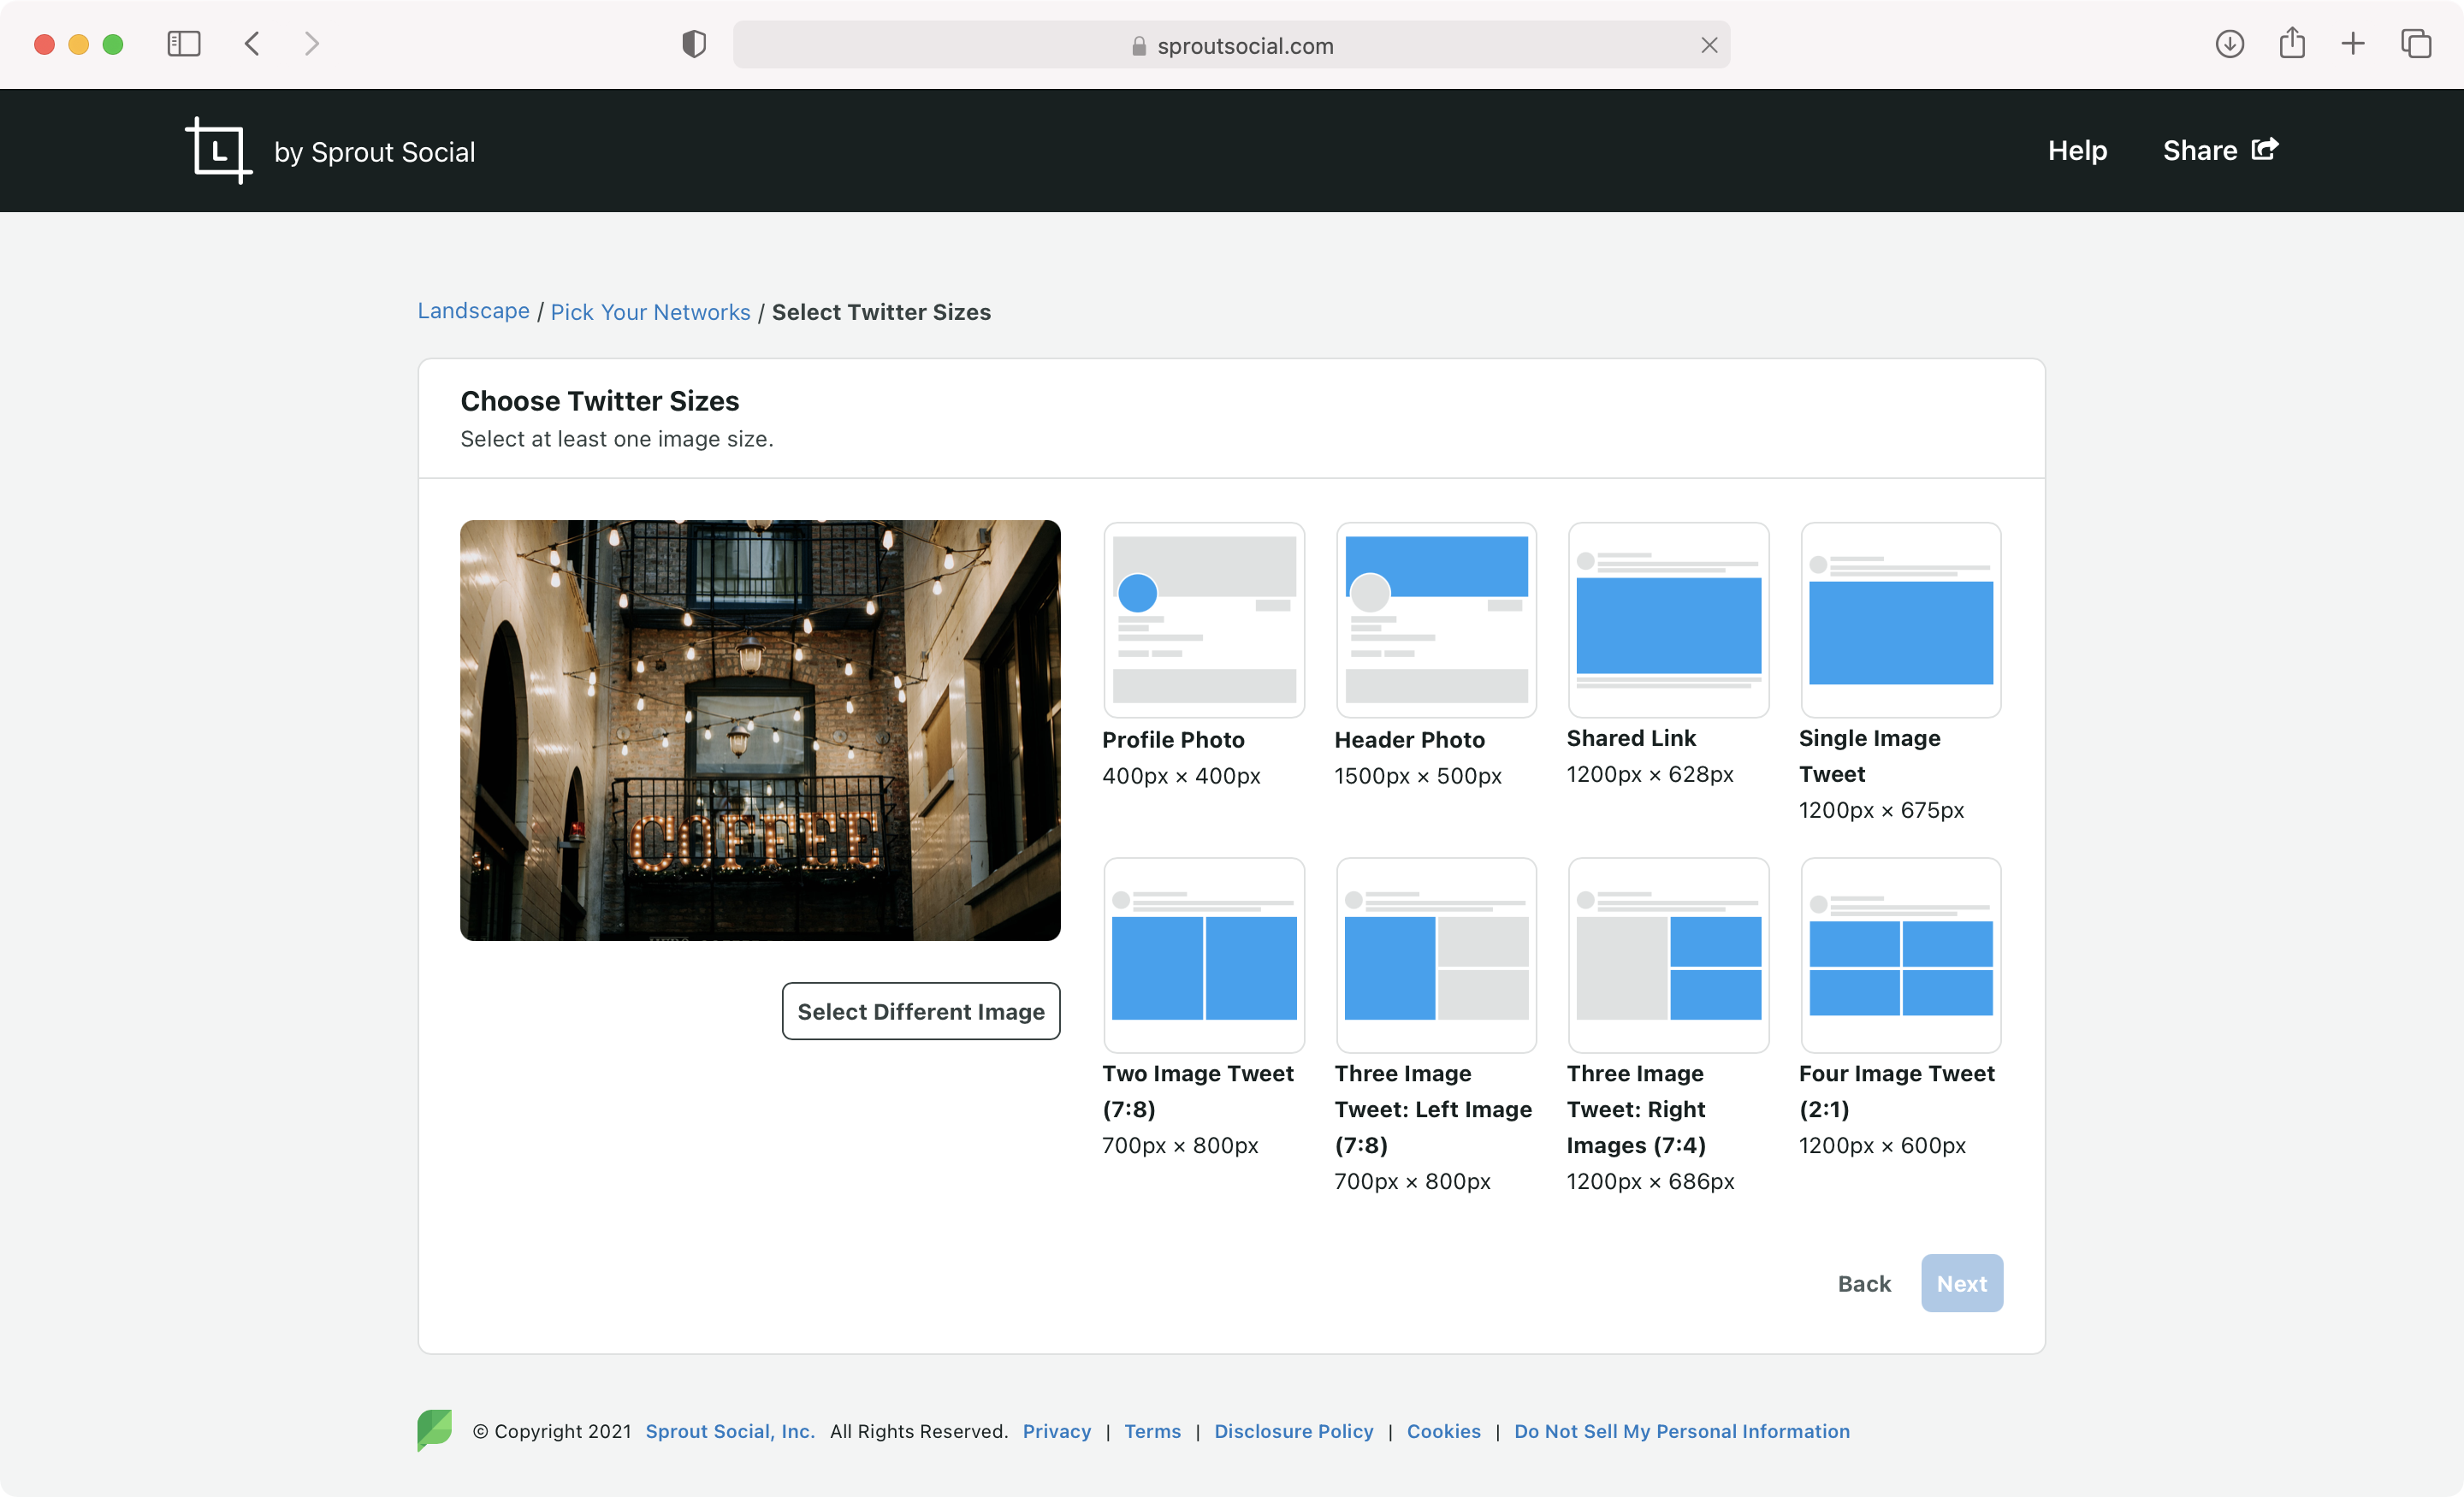 sproutsocial.com
L by Sprout Social
Help Share
Landscape / Pick Your Networks / Select Twitter Sizes
Choose Twitter Sizes
Select at least one image size.
COFFEE
Select Different Image
Profile Photo
400px × 400px
Header Photo
1500px × 500px
Shared Link
1200px × 628px
Single Image
Tweet
1200px × 675px
Two Image Tweet
(7:8)
700px × 800px
Three Image
Tweet: Left Image
(7:8)
700px × 800px
Three Image
Tweet: Right
Images (7:4)
1200px × 686px
Four Image Tweet
(2:1)
1200px × 600px
Back Next
© Copyright 2021 Sprout Social, Inc. All Rights Reserved. Privacy | Terms | Disclosure Policy | Cookies | Do Not Sell My Personal Information